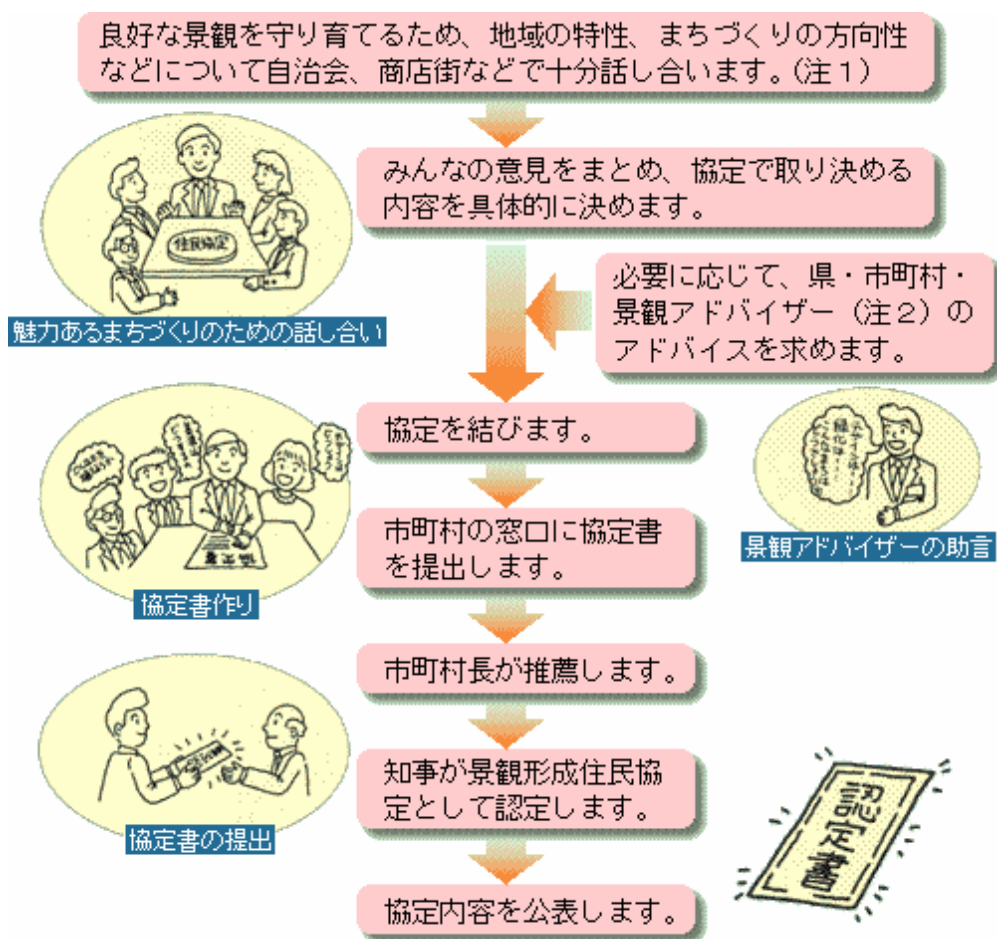 良好な景観を守り育てるため、地域の特性、まちづくりの方向性
などについて自治会、商店街などで十分話し合います。(注1)
みんなの意見をまとめ、協定で取り決める
内容を具体的に決めます。
住民協定
魅力あるまちづくりのための話し合い
必要に応じて、県・市町村・
景観アドバイザー(注2)の
アドバイスを求めます。
協定を結びます。
景観アドバイザーの助言
市町村の窓口に協定書
を提出します。
協定書
協定書作り
市町村長が推薦します。
知事が景観形成住民協
定として認定します。
協定書の提出
認定書
協定内容を公表します。